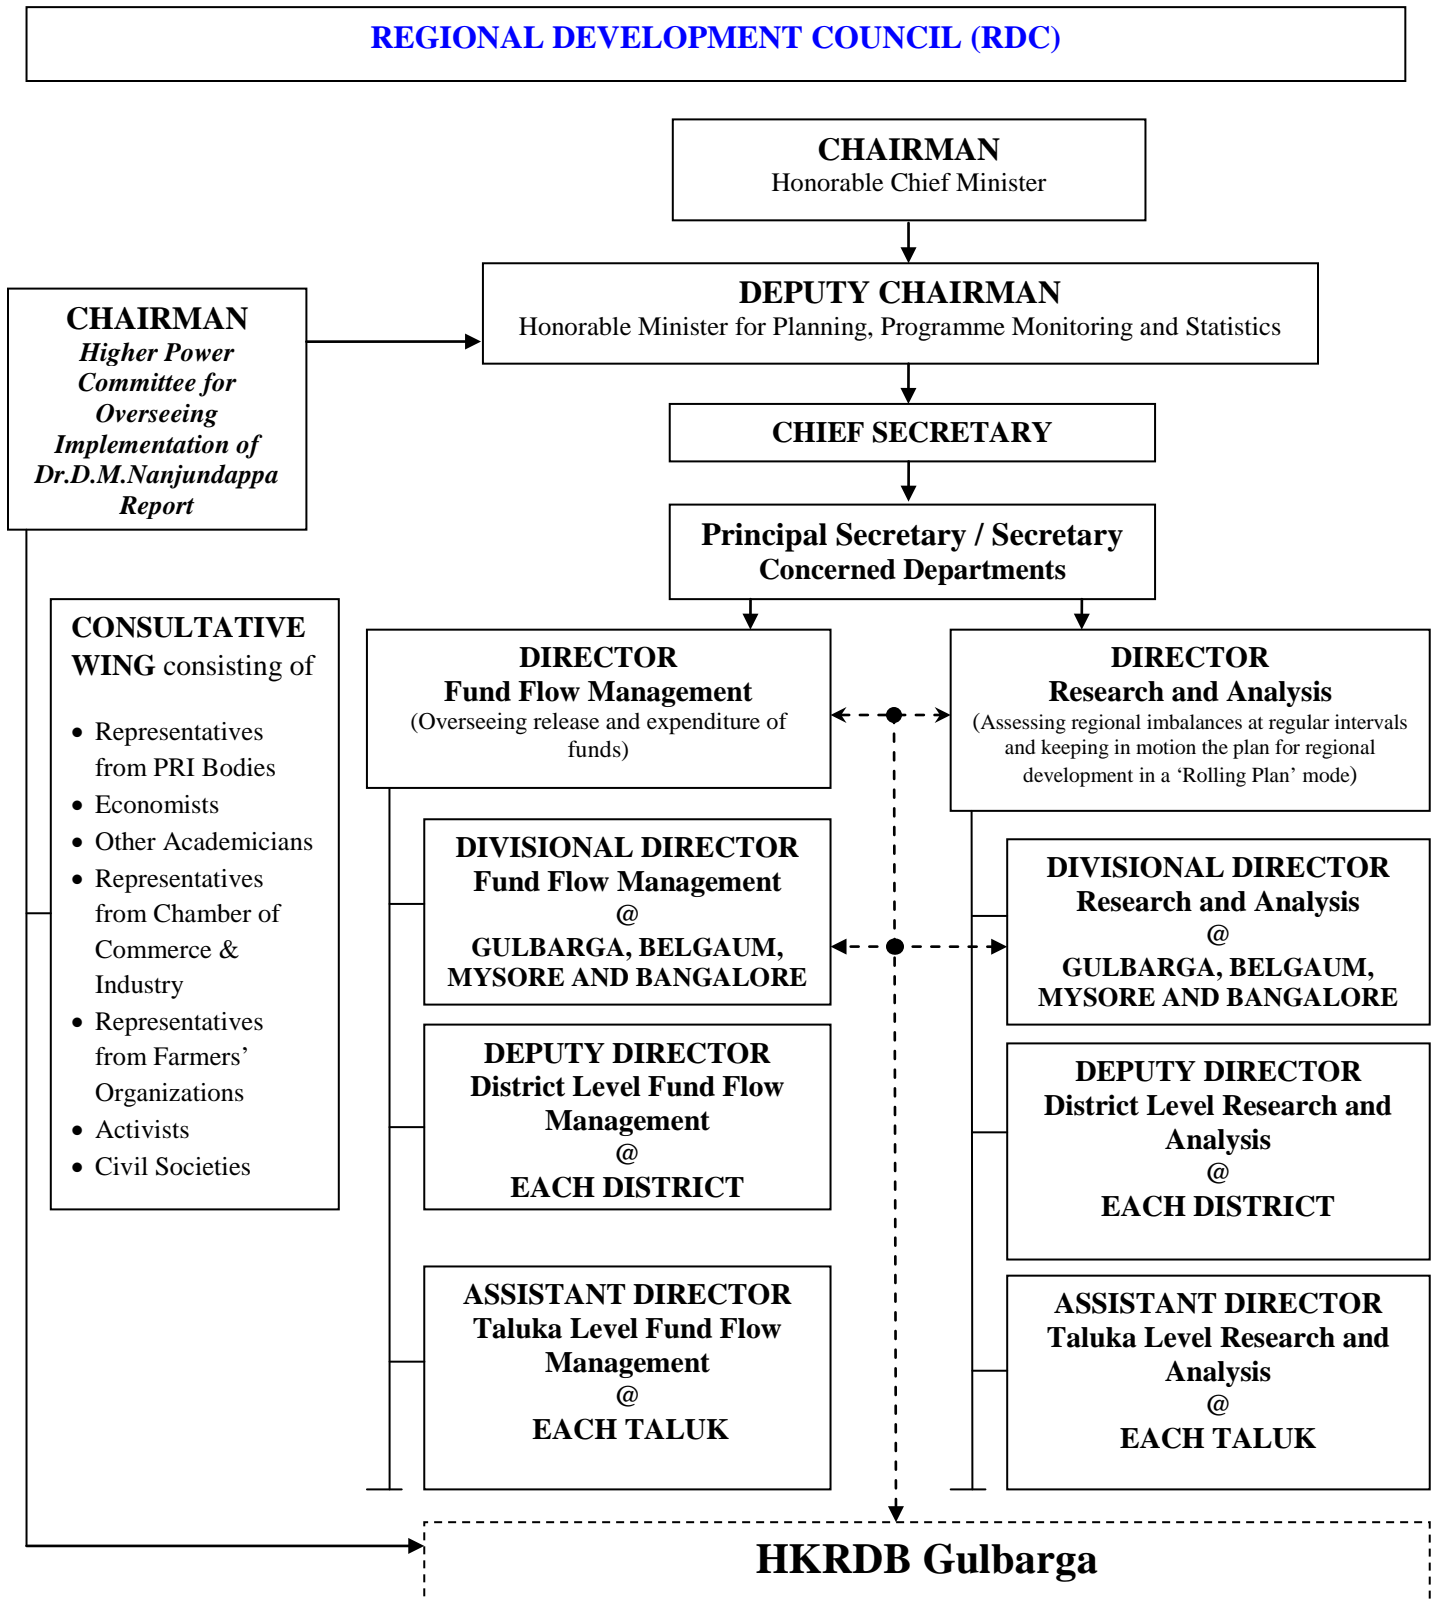 REGIONAL DEVELOPMENT COUNCIL (RDC)
CHAIRMAN
Honorable Chief Minister
DEPUTY CHAIRMAN
Honorable Minister for Planning, Programme Monitoring and Statistics
CHAIRMAN
Higher Power
Committee for
Overseeing
Implementation of
Dr.D.M.Nanjundappa
Report
CHIEF SECRETARY
Principal Secretary / Secretary
Concerned Departments
CONSULTATIVE
WING consisting of
• Representatives
from PRI Bodies
• Economists
• Other Academicians
• Representatives
from Chamber of
Commerce &
Industry
• Representatives
from Farmers’
Organizations
• Activists
• Civil Societies
DIRECTOR
Fund Flow Management
(Overseeing release and expenditure of
funds)
DIRECTOR
Research and Analysis
(Assessing regional imbalances at regular intervals
and keeping in motion the plan for regional
development in a ‘Rolling Plan’ mode)
DIVISIONAL DIRECTOR
Fund Flow Management
@
GULBARGA, BELGAUM,
MYSORE AND BANGALORE
DIVISIONAL DIRECTOR
Research and Analysis
@
GULBARGA, BELGAUM,
MYSORE AND BANGALORE
DEPUTY DIRECTOR
District Level Fund Flow
Management
@
EACH DISTRICT
DEPUTY DIRECTOR
District Level Research and
Analysis
@
EACH DISTRICT
ASSISTANT DIRECTOR
Taluka Level Fund Flow
Management
@
EACH TALUK
ASSISTANT DIRECTOR
Taluka Level Research and
Analysis
@
EACH TALUK
HKRDB Gulbarga